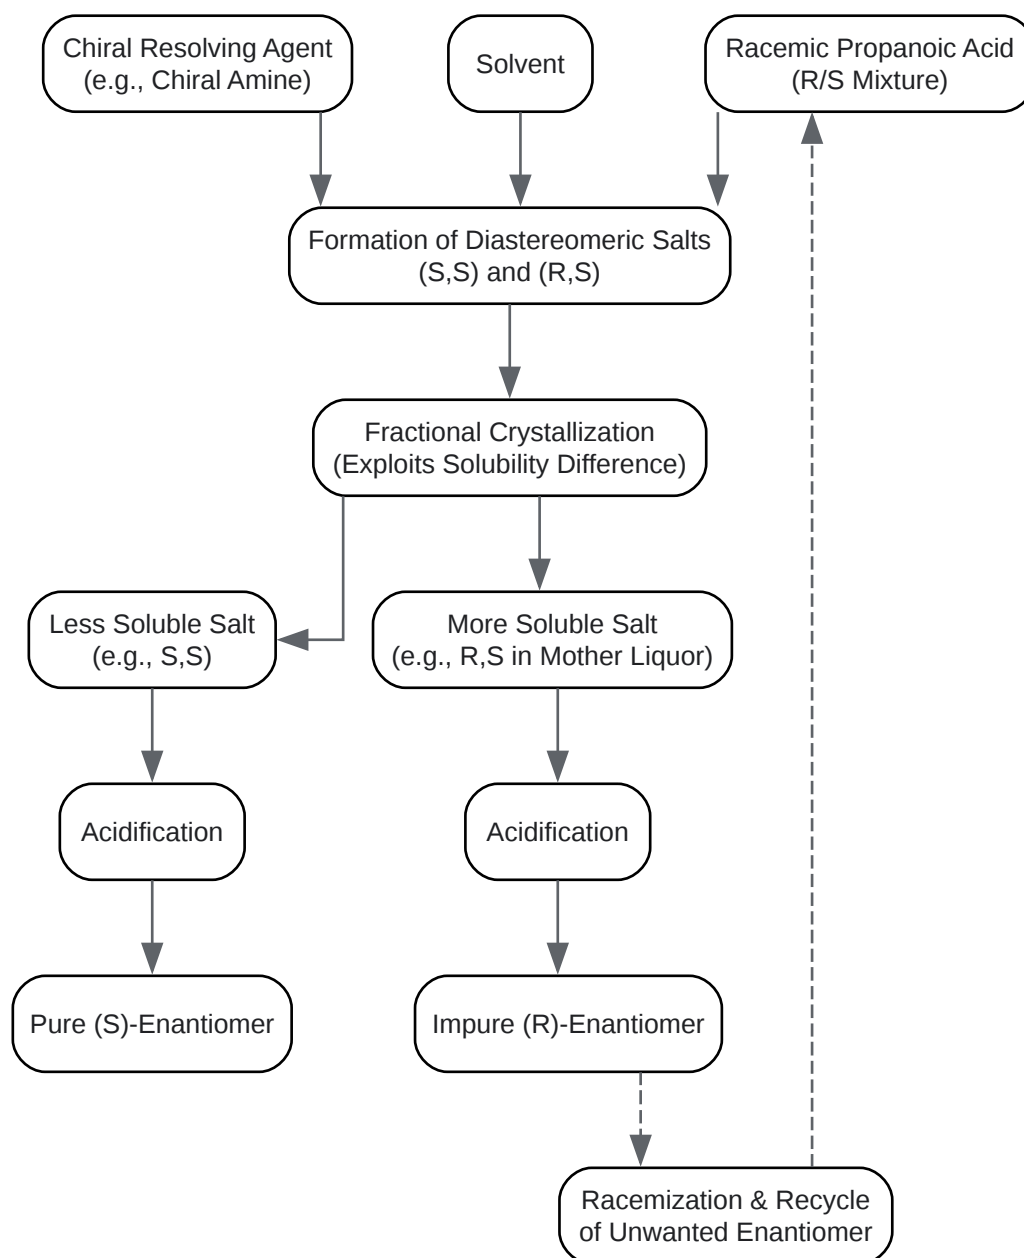 Chiral Resolving Agent
(e.g., Chiral Amine)
Solvent
Racemic Propanoic Acid
(R/S Mixture)
Formation of Diastereomeric Salts
(S,S) and (R,S)
Fractional Crystallization
(Exploits Solubility Difference)
Less Soluble Salt
(e.g., S,S)
More Soluble Salt
(e.g., R,S in Mother Liquor)
Acidification
Acidification
Pure (S)-Enantiomer
Impure (R)-Enantiomer
Racemization & Recycle
of Unwanted Enantiomer